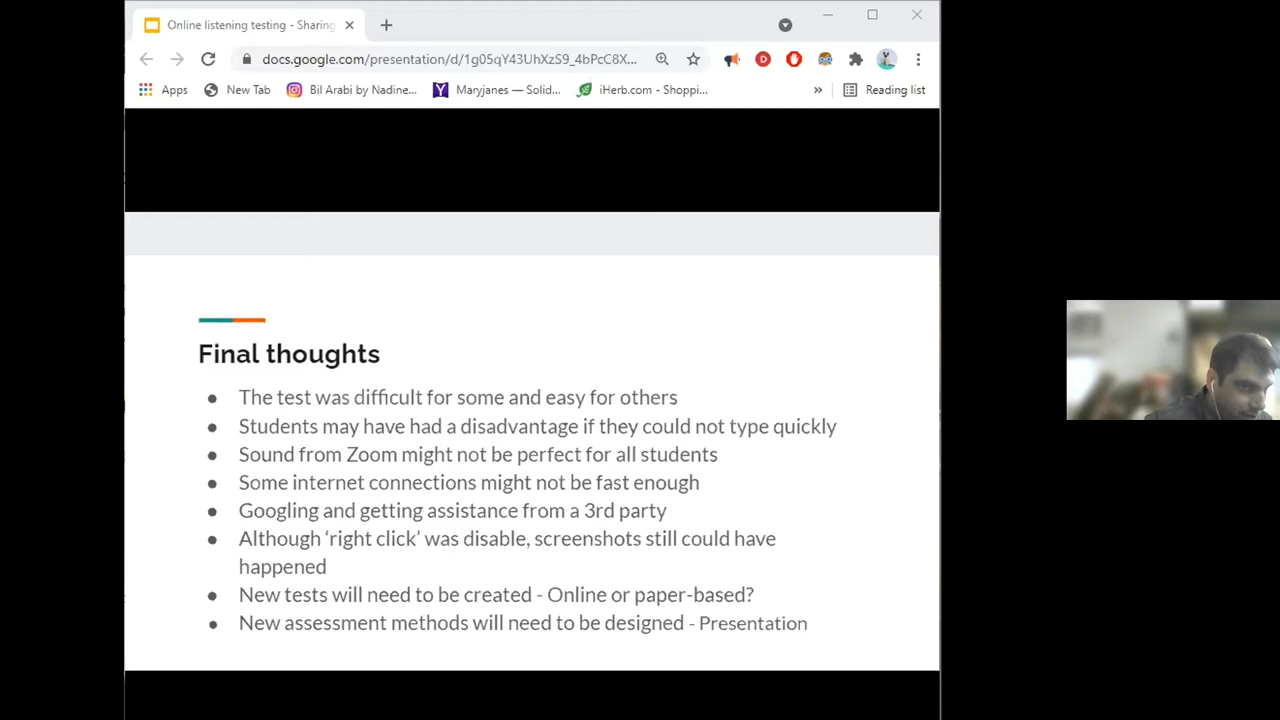 Online listening testing - Sharing
docs.google.com/presentation/d/1g05qY43UhXzS9_4bPcC8X...
Apps
New Tab
Bil Arabi by Nadine...
Maryjanes — Solid...
iHerb.com - Shoppi...
»
Reading list
Final thoughts
● The test was difficult for some and easy for others
● Students may have had a disadvantage if they could not type quickly
● Sound from Zoom might not be perfect for all students
● Some internet connections might not be fast enough
● Googling and getting assistance from a 3rd party
● Although ‘right click’ was disable, screenshots still could have
happened
● New tests will need to be created - Online or paper-based?
● New assessment methods will need to be designed - Presentation